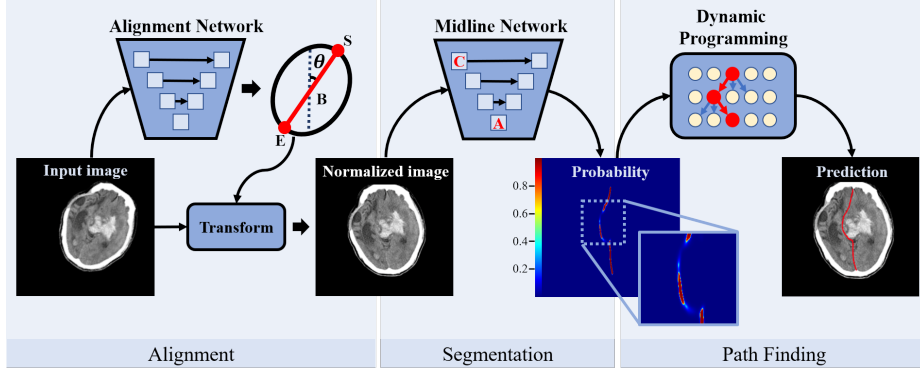 Alignment Network
S
θ
B
E
Input image
Transform
Normalized image
Alignment
Midline Network
C
A
Probability
0.8
0.6
0.4
0.2
Segmentation
Dynamic
Programming
Prediction
Path Finding